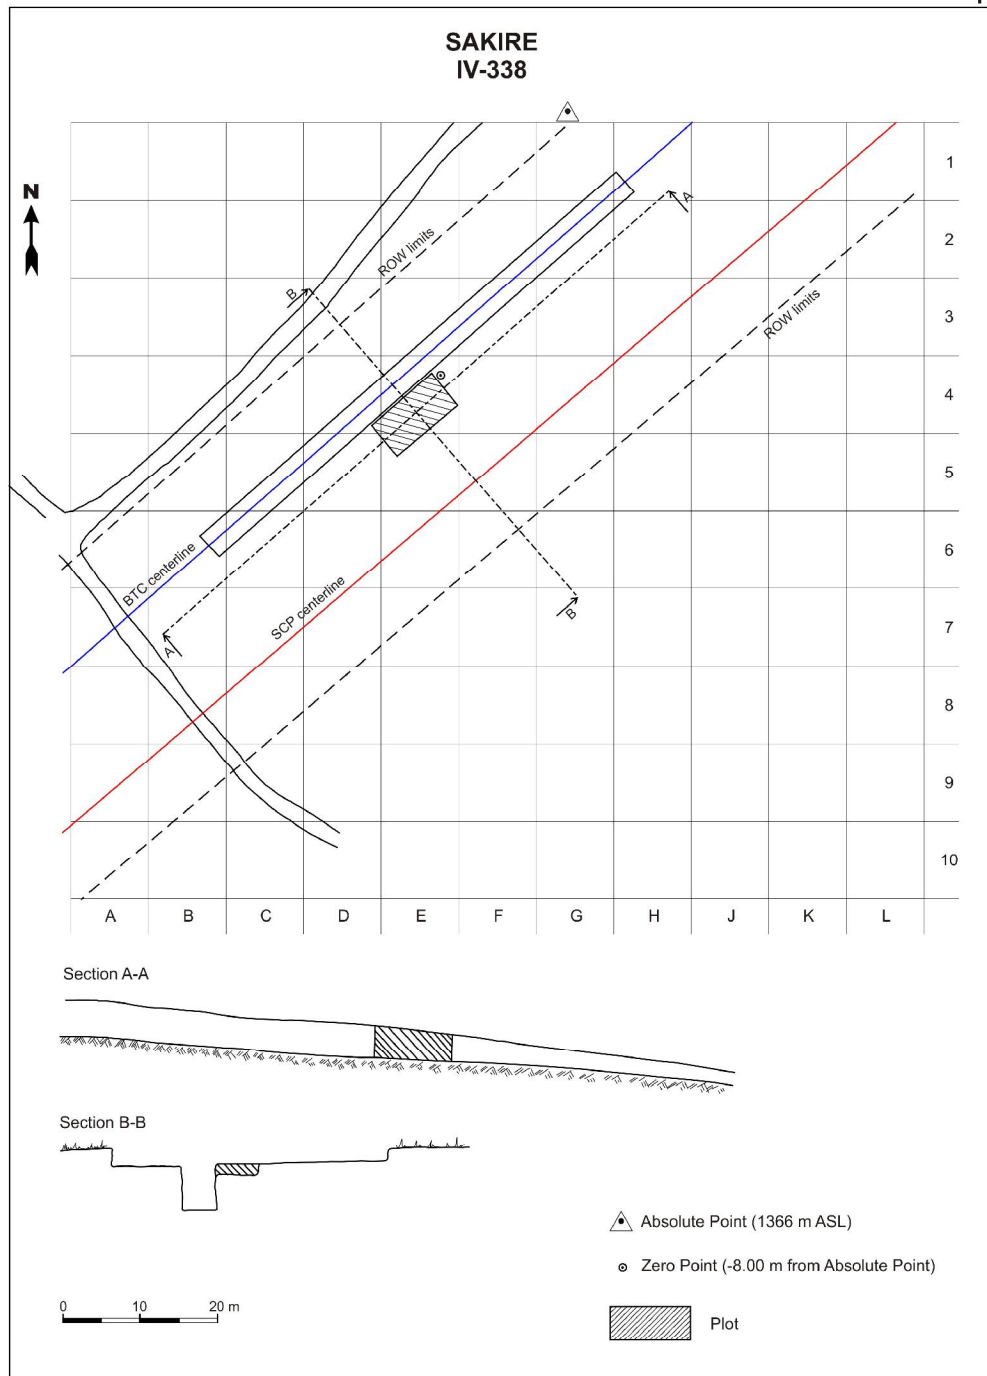 SAKIRE
IV-338
N
1
2
3
4
5
6
7
8
9
10
ROW limits
ROW limits
A
B
BTC centerline
SCP centerline
A
B
A B C D E F G H J K L
Section A-A
Section B-B
Absolute Point (1366 m ASL)
Zero Point (-8.00 m from Absolute Point)
Plot
0 10 20 m